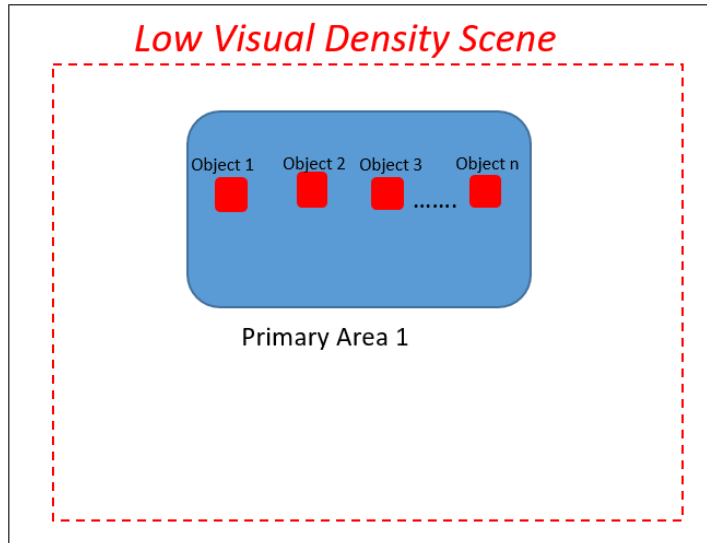 Low Visual Density Scene
Object 1 Object 2 Object 3 Object n
.......
Primary Area 1